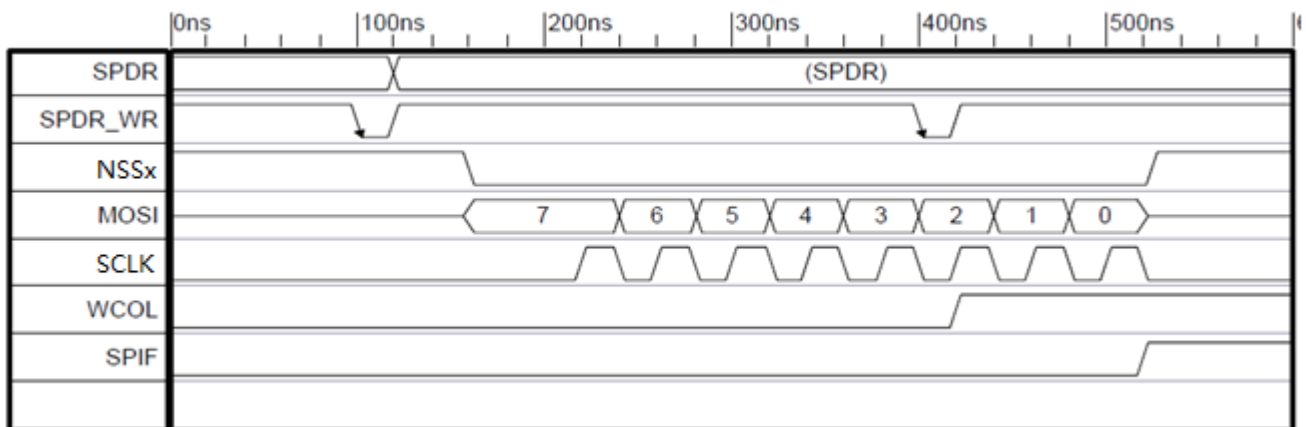 0ns 100ns 200ns 300ns 400ns 500ns
SPDR (SPDR)
SPDR_WR
NSSx
MOSI 7 6 5 4 3 2 1 0
SCLK
WCOL
SPIF